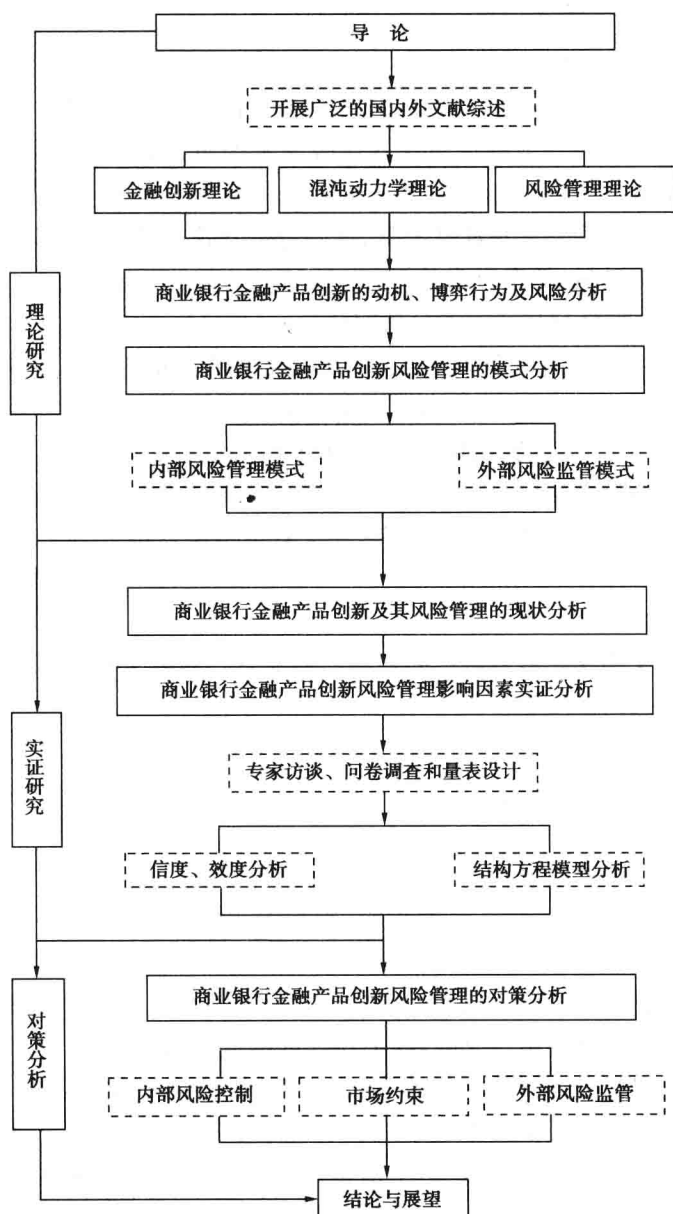 导 论
开展广泛的国内外文献综述
金融创新理论
混沌动力学理论
风险管理理论
理论研究
商业银行金融产品创新的动机、博弈行为及风险分析
商业银行金融产品创新风险管理的模式分析
内部风险管理模式
外部风险监管模式
商业银行金融产品创新及其风险管理的现状分析
商业银行金融产品创新风险管理影响因素实证分析
实证研究
专家访谈、问卷调查和量表设计
信度、效度分析
结构方程模型分析
对策分析
商业银行金融产品创新风险管理的对策分析
内部风险控制
市场约束
外部风险监管
结论与展望